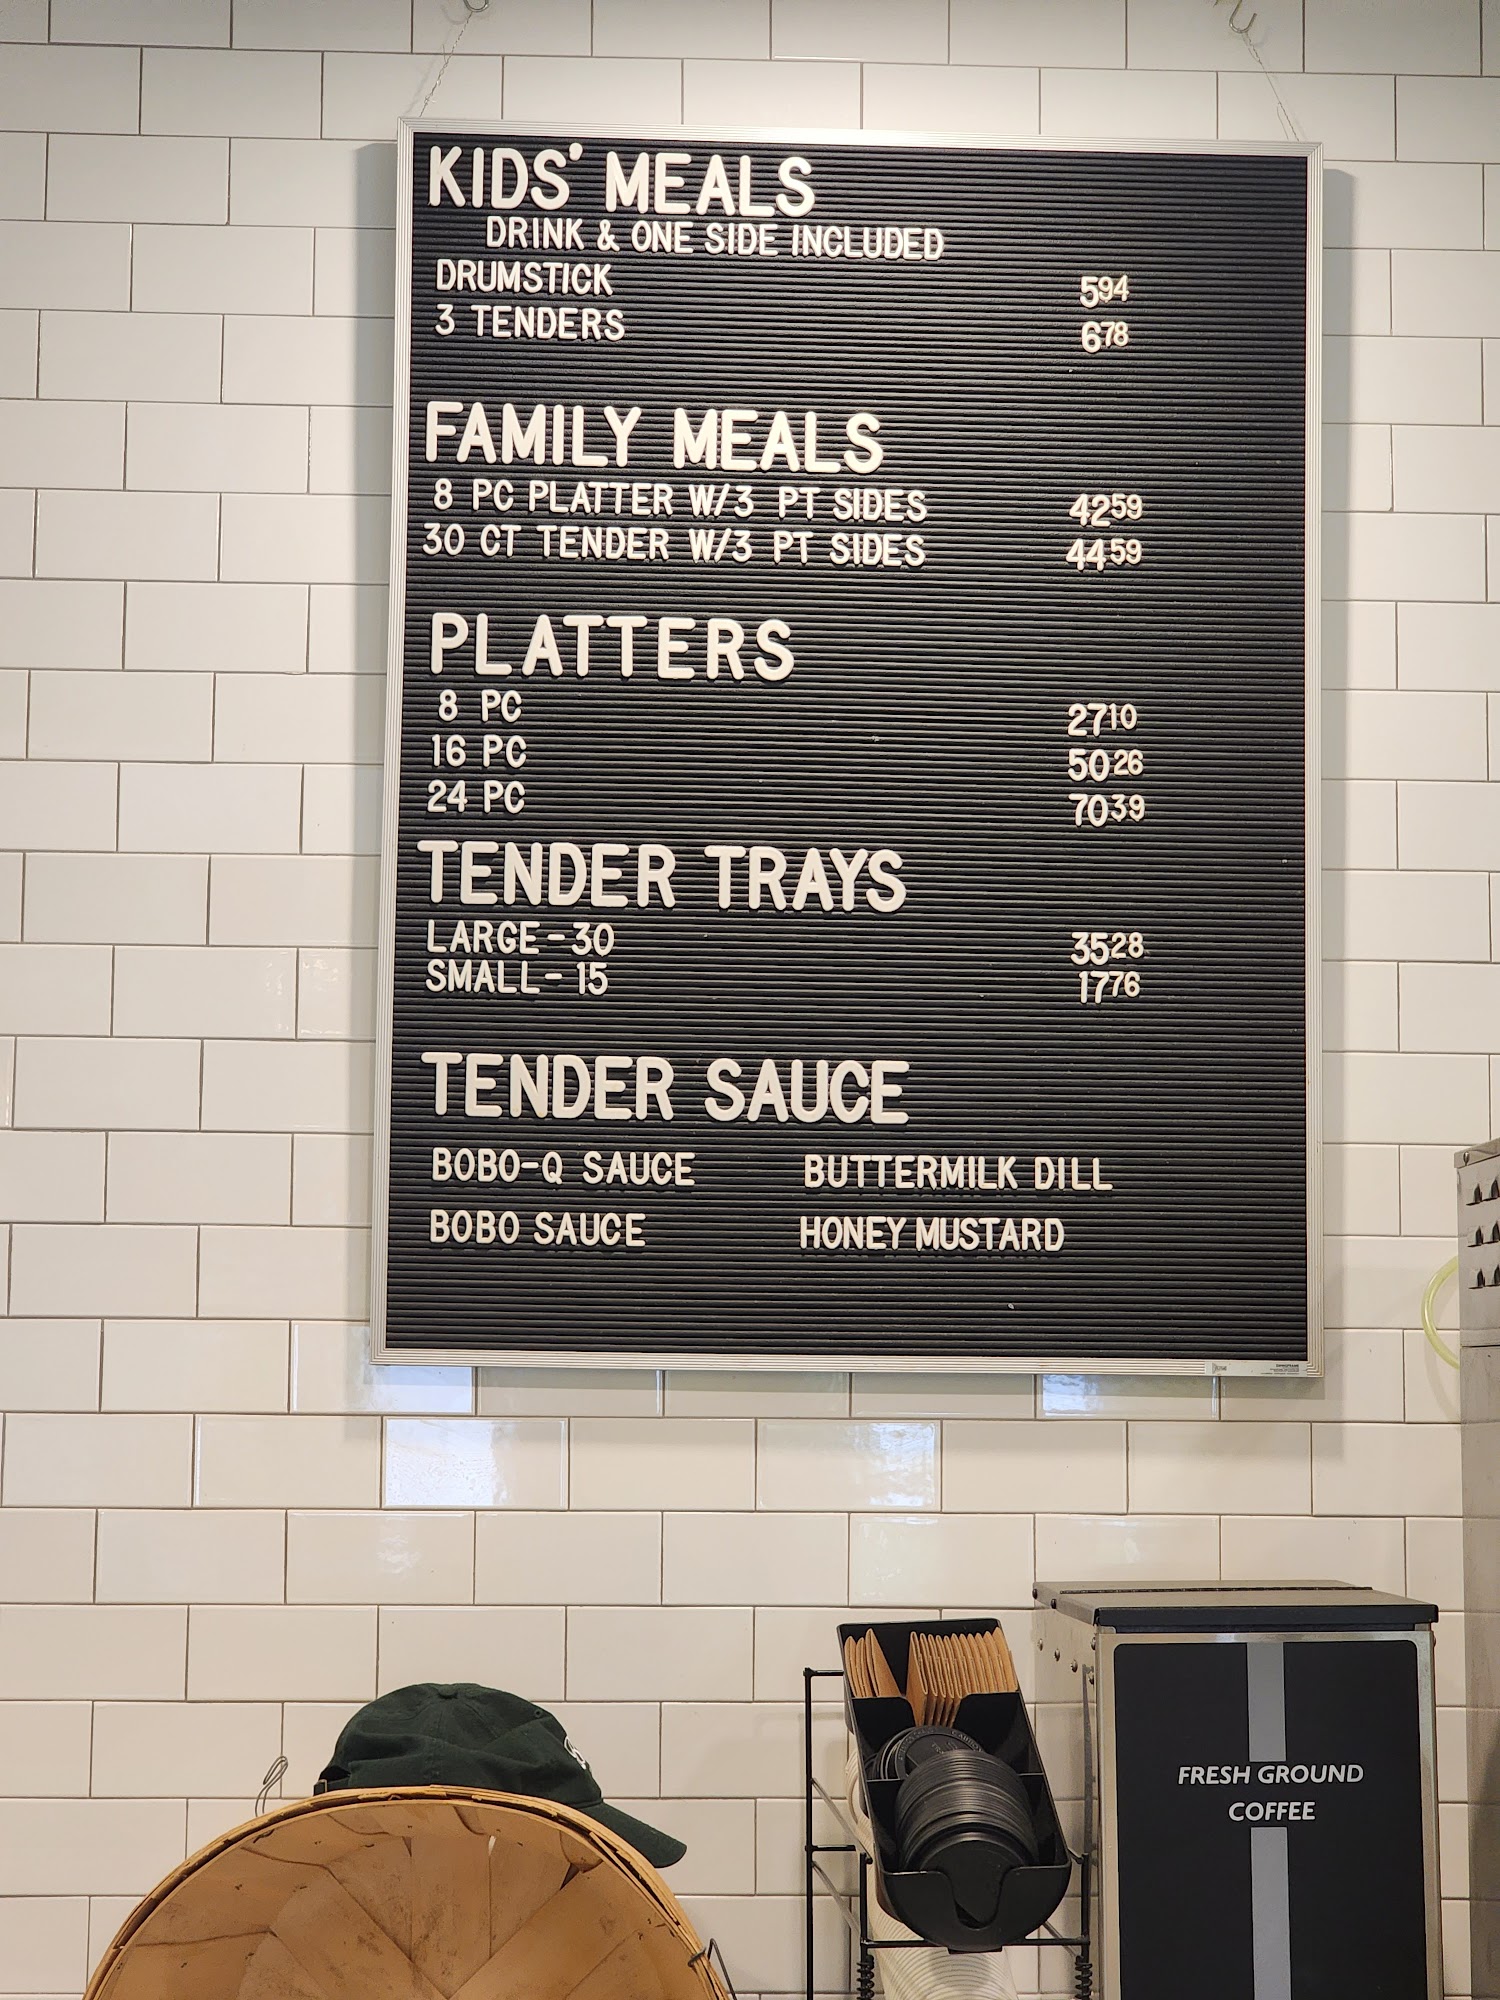 KIDS' MEALS
DRINK & ONE SIDE INCLUDED
DRUMSTICK 594
3 TENDERS 678
FAMILY MEALS
8 PC PLATTER W/3 PT SIDES 4259
30 CT TENDER W/3 PT SIDES 4459
PLATTERS
8 PC 2710
16 PC 5026
24 PC 7039
TENDER TRAYS
LARGE-30 3528
SMALL-15 1776
TENDER SAUCE
BOBO-Q SAUCE BUTTERMILK DILL
BOBO SAUCE HONEY MUSTARD
FRESH GROUND
COFFEE